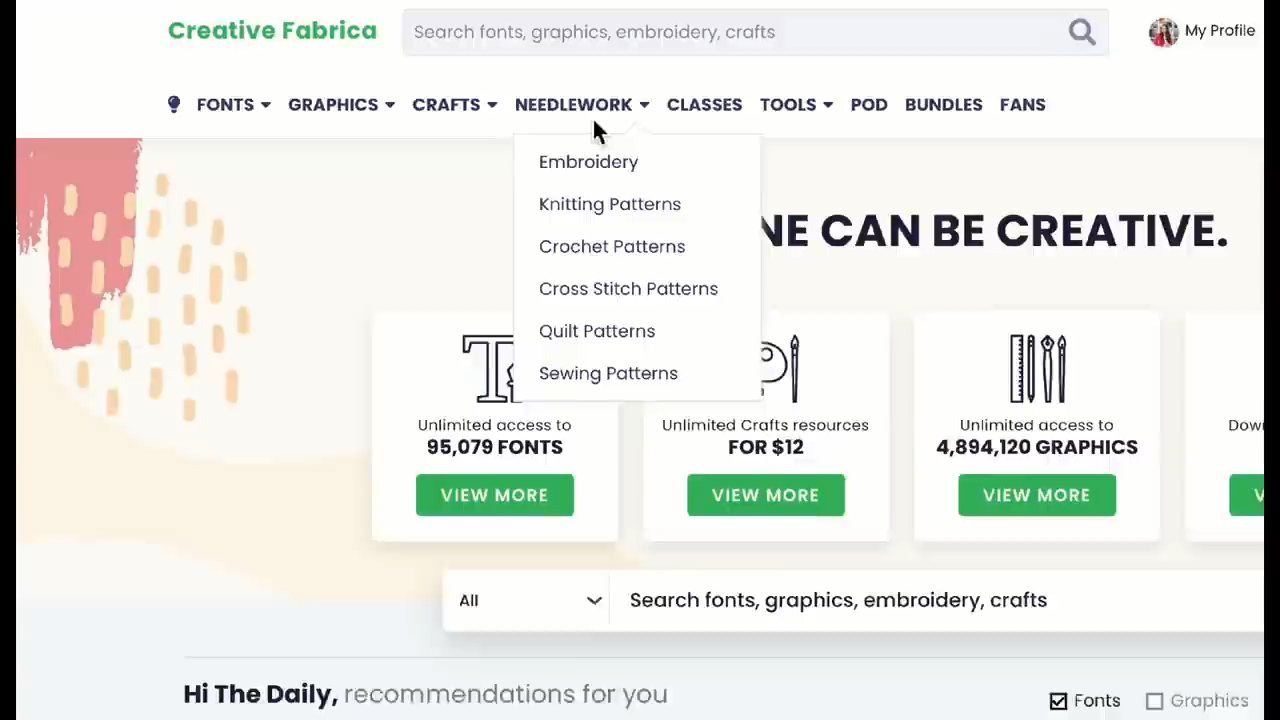 Creative Fabrica
Search fonts, graphics, embroidery, crafts
My Profile
FONTS GRAPHICS CRAFTS NEEDLEWORK CLASSES TOOLS POD BUNDLES FANS
Embroidery
Knitting Patterns
Crochet Patterns
Cross Stitch Patterns
Quilt Patterns
Sewing Patterns
NE CAN BE CREATIVE.
Unlimited access to
95,079 FONTS
VIEW MORE
Unlimited Crafts resources
FOR $12
VIEW MORE
Unlimited access to
4,894,120 GRAPHICS
VIEW MORE
Dow
V
All
Search fonts, graphics, embroidery, crafts
Hi The Daily, recommendations for you
Fonts
Graphics